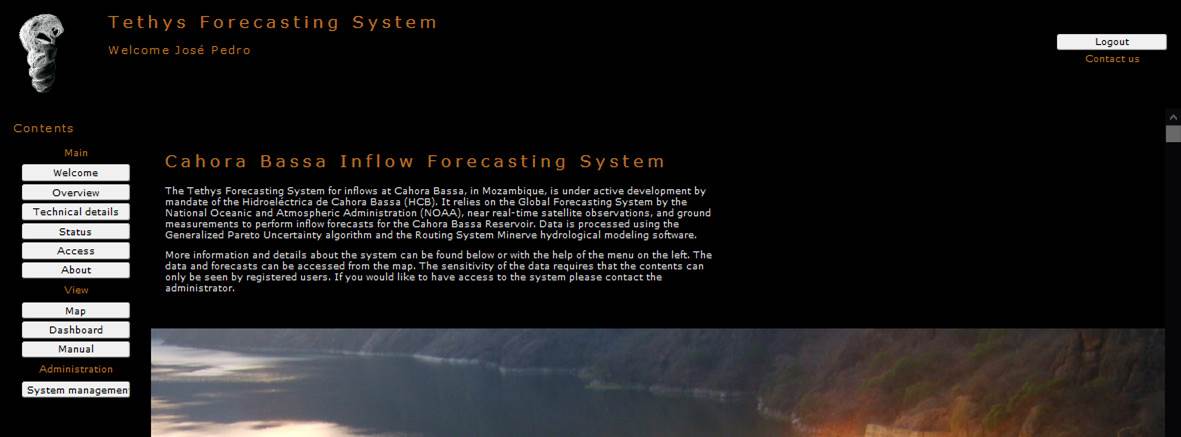 Tethys Forecasting System
Welcome José Pedro
Logout
Contact us
Contents
Main
Welcome
Overview
Technical details
Status
Access
About
View
Map
Dashboard
Manual
Administration
System managemen
Cahora Bassa Inflow Forecasting System
The Tethys Forecasting System for inflows at Cahora Bassa, in Mozambique, is under active development by
mandate of the Hidroeléctrica de Cahora Bassa (HCB). It relies on the Global Forecasting System by the
National Oceanic and Atmospheric Administration (NOAA), near real-time satellite observations, and ground
measurements to perform inflow forecasts for the Cahora Bassa Reservoir. Data is processed using the
Generalized Pareto Uncertainty algorithm and the Routing System Minerve hydrological modeling software.
More information and details about the system can be found below or with the help of the menu on the left. The
data and forecasts can be accessed from the map. The sensitivity of the data requires that the contents can
only be seen by registered users. If you would like to have access to the system please contact the
administrator.